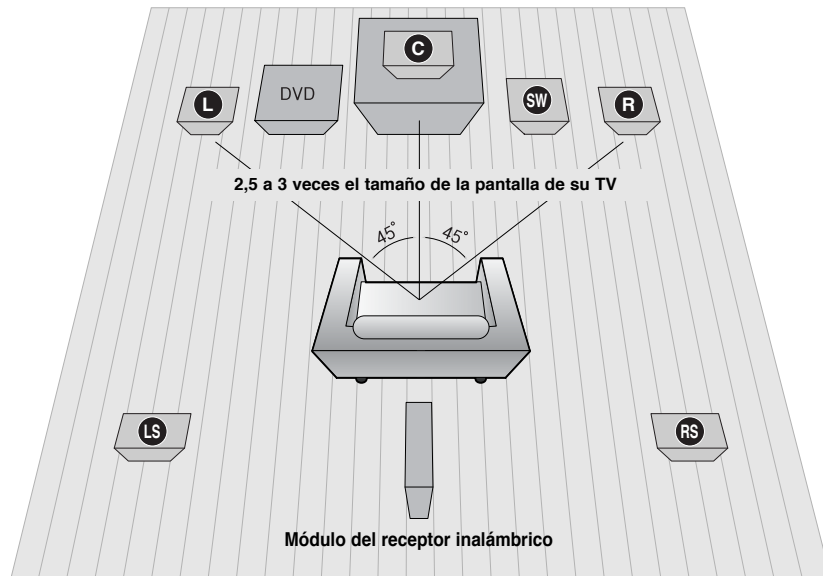 C
L
DVD
SW
R
2,5 a 3 veces el tamaño de la pantalla de su TV
45˚ 45˚
LS
RS
Módulo del receptor inalámbrico